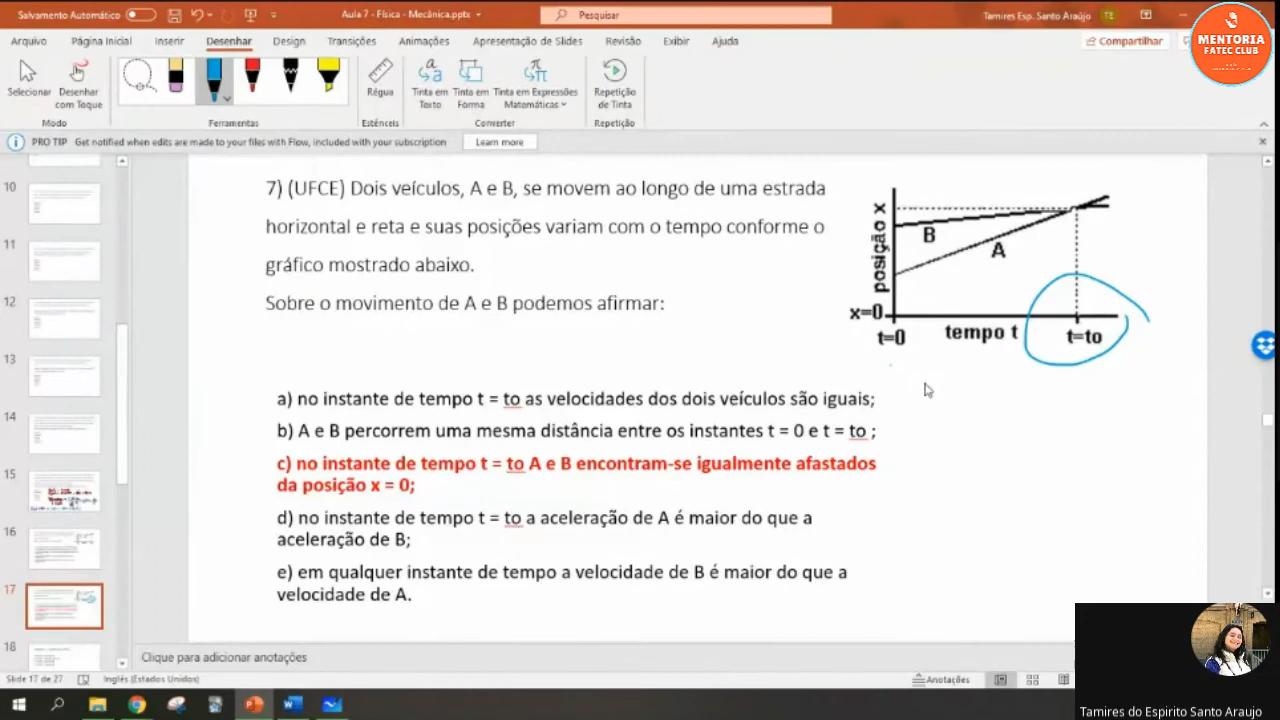 Salvamento Automático
Aula 7 - Física - Mecânica.pptx
Pesquisar
Tamires Esp. Santo Araújo
Arquivo Página Inicial Inserir Desenhar Design Transições Animações Apresentação de Slides Revisão Exibir Ajuda
Compartilhar
MENTORIA
FATEC CLUB
Selecionar
Desenhar
com Toque
Régua
Tinta em
Texto
Tinta em
Forma
Tinta em Expressões
Matemáticas
Repetição
de Tinta
Modo Ferramentas Estênceis Converter Repetição
PRO TIP Get notified when edits are made to your files with Flow, included with your subscription Learn more
10
11
12
13
14
15
16
17
18
7) (UFCE) Dois veículos, A e B, se movem ao longo de uma estrada
horizontal e reta e suas posições variam com o tempo conforme o
gráfico mostrado abaixo.
Sobre o movimento de A e B podemos afirmar:
posição x
B
A
x=0
t=0
tempo t
t=to
a) no instante de tempo t = to as velocidades dos dois veículos são iguais;
b) A e B percorrem uma mesma distância entre os instantes t = 0 e t = to ;
c) no instante de tempo t = to A e B encontram-se igualmente afastados
da posição x = 0;
d) no instante de tempo t = to a aceleração de A é maior do que a
aceleração de B;
e) em qualquer instante de tempo a velocidade de B é maior do que a
velocidade de A.
Clique para adicionar anotações
Slide 17 de 27 Inglês (Estados Unidos) Anotações
Tamires do Espirito Santo Araujo